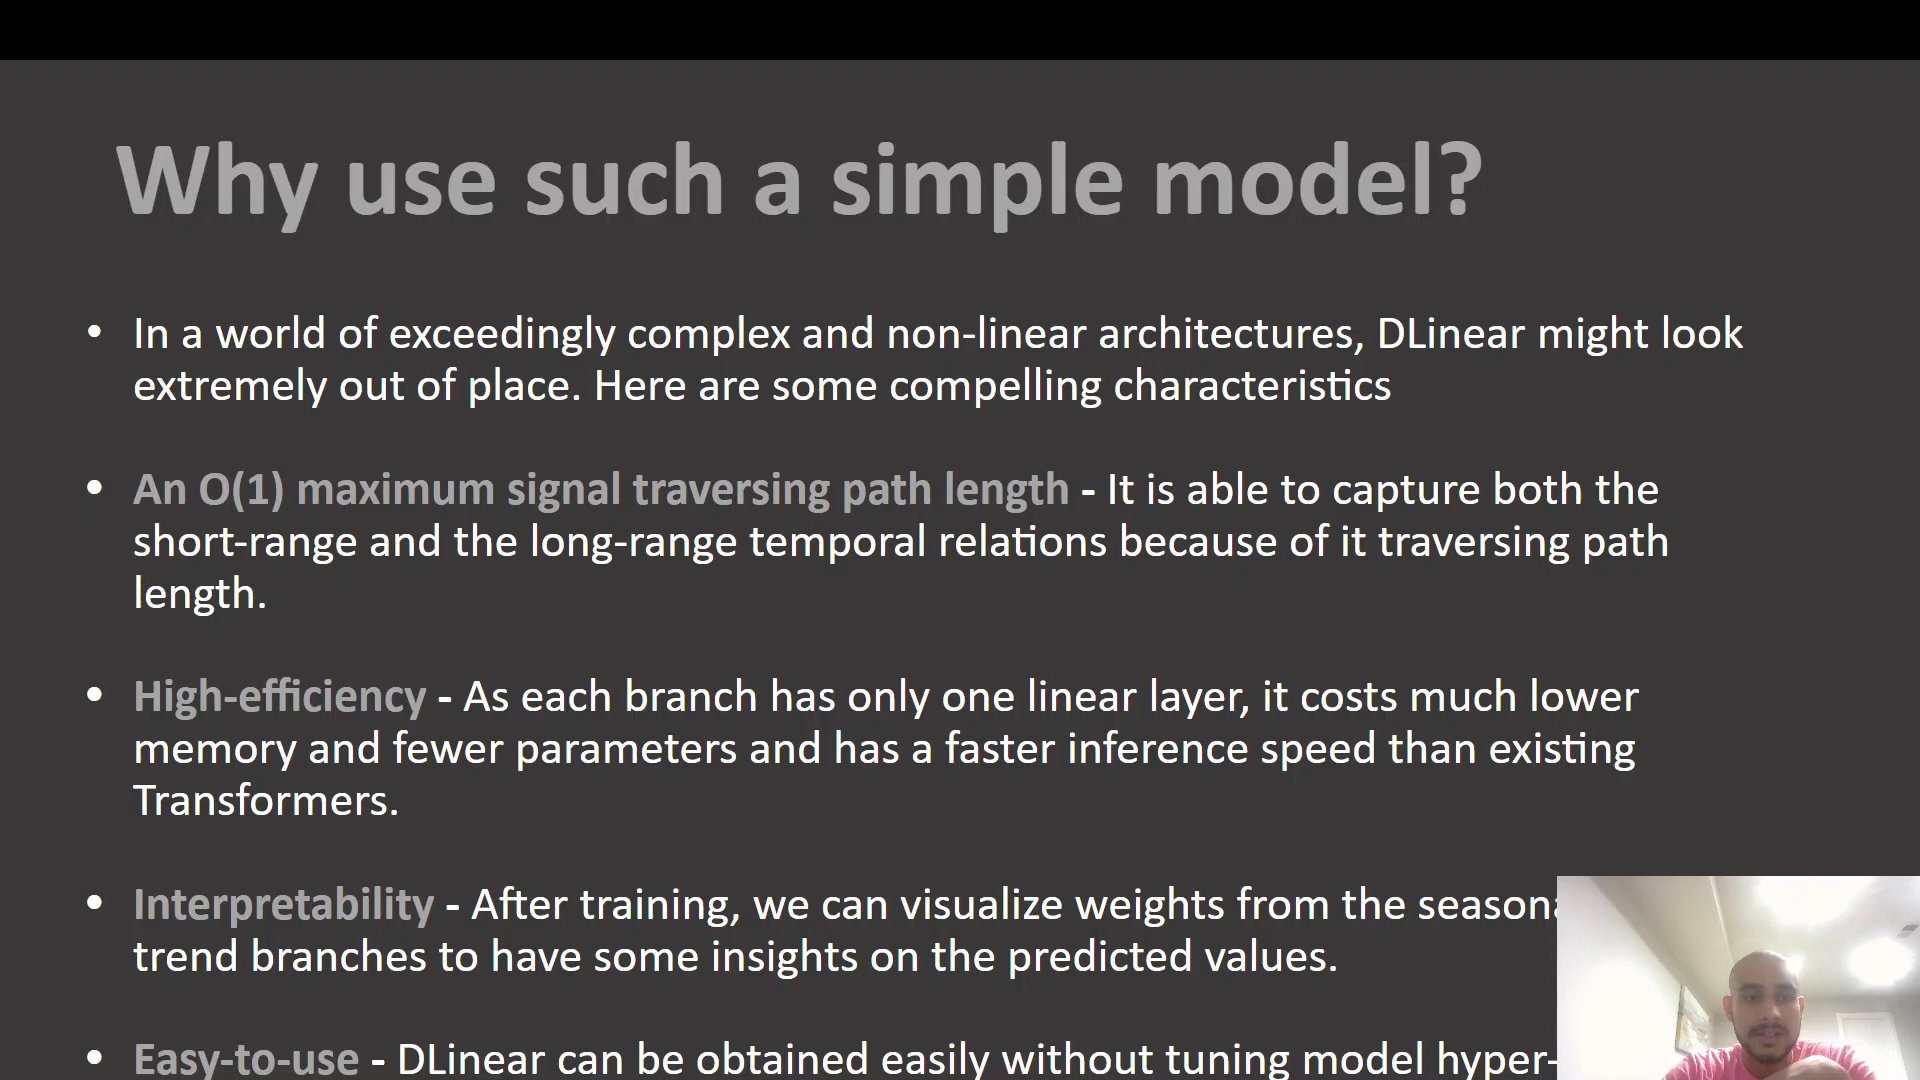 Why use such a simple model?
• In a world of exceedingly complex and non-linear architectures, DLinear might look
extremely out of place. Here are some compelling characteristics
• An O(1) maximum signal traversing path length - It is able to capture both the
short-range and the long-range temporal relations because of it traversing path
length.
• High-efficiency - As each branch has only one linear layer, it costs much lower
memory and fewer parameters and has a faster inference speed than existing
Transformers.
• Interpretability - After training, we can visualize weights from the
trend branches to have some insights on the predicted values.
• Easy-to-use - DLinear can be obtained easily without tuning model hyper-